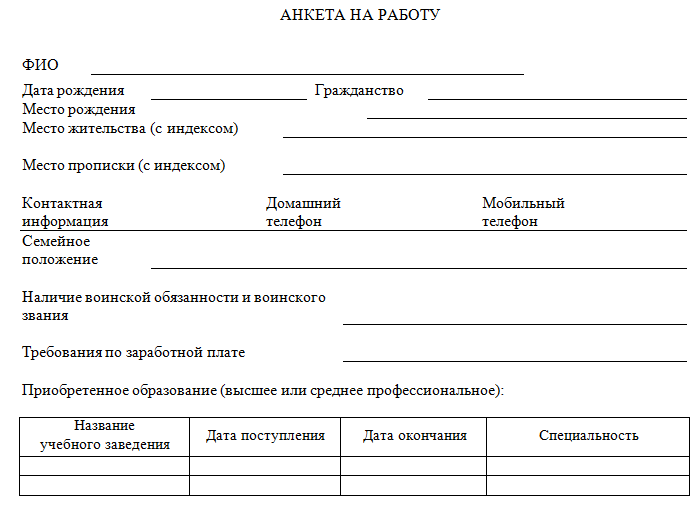 АНКЕТА НА РАБОТУ
ФИО
Дата рождения Гражданство
Место рождения
Место жительства (с индексом)
Место прописки (с индексом)
Контактная Домашний Мобильный
информация телефон телефон
Семейное
положение
Наличие воинской обязанности и воинского
звания
Требования по заработной плате
Приобретенное образование (высшее или среднее профессиональное):
Название
учебного заведения Дата поступления Дата окончания Специальность